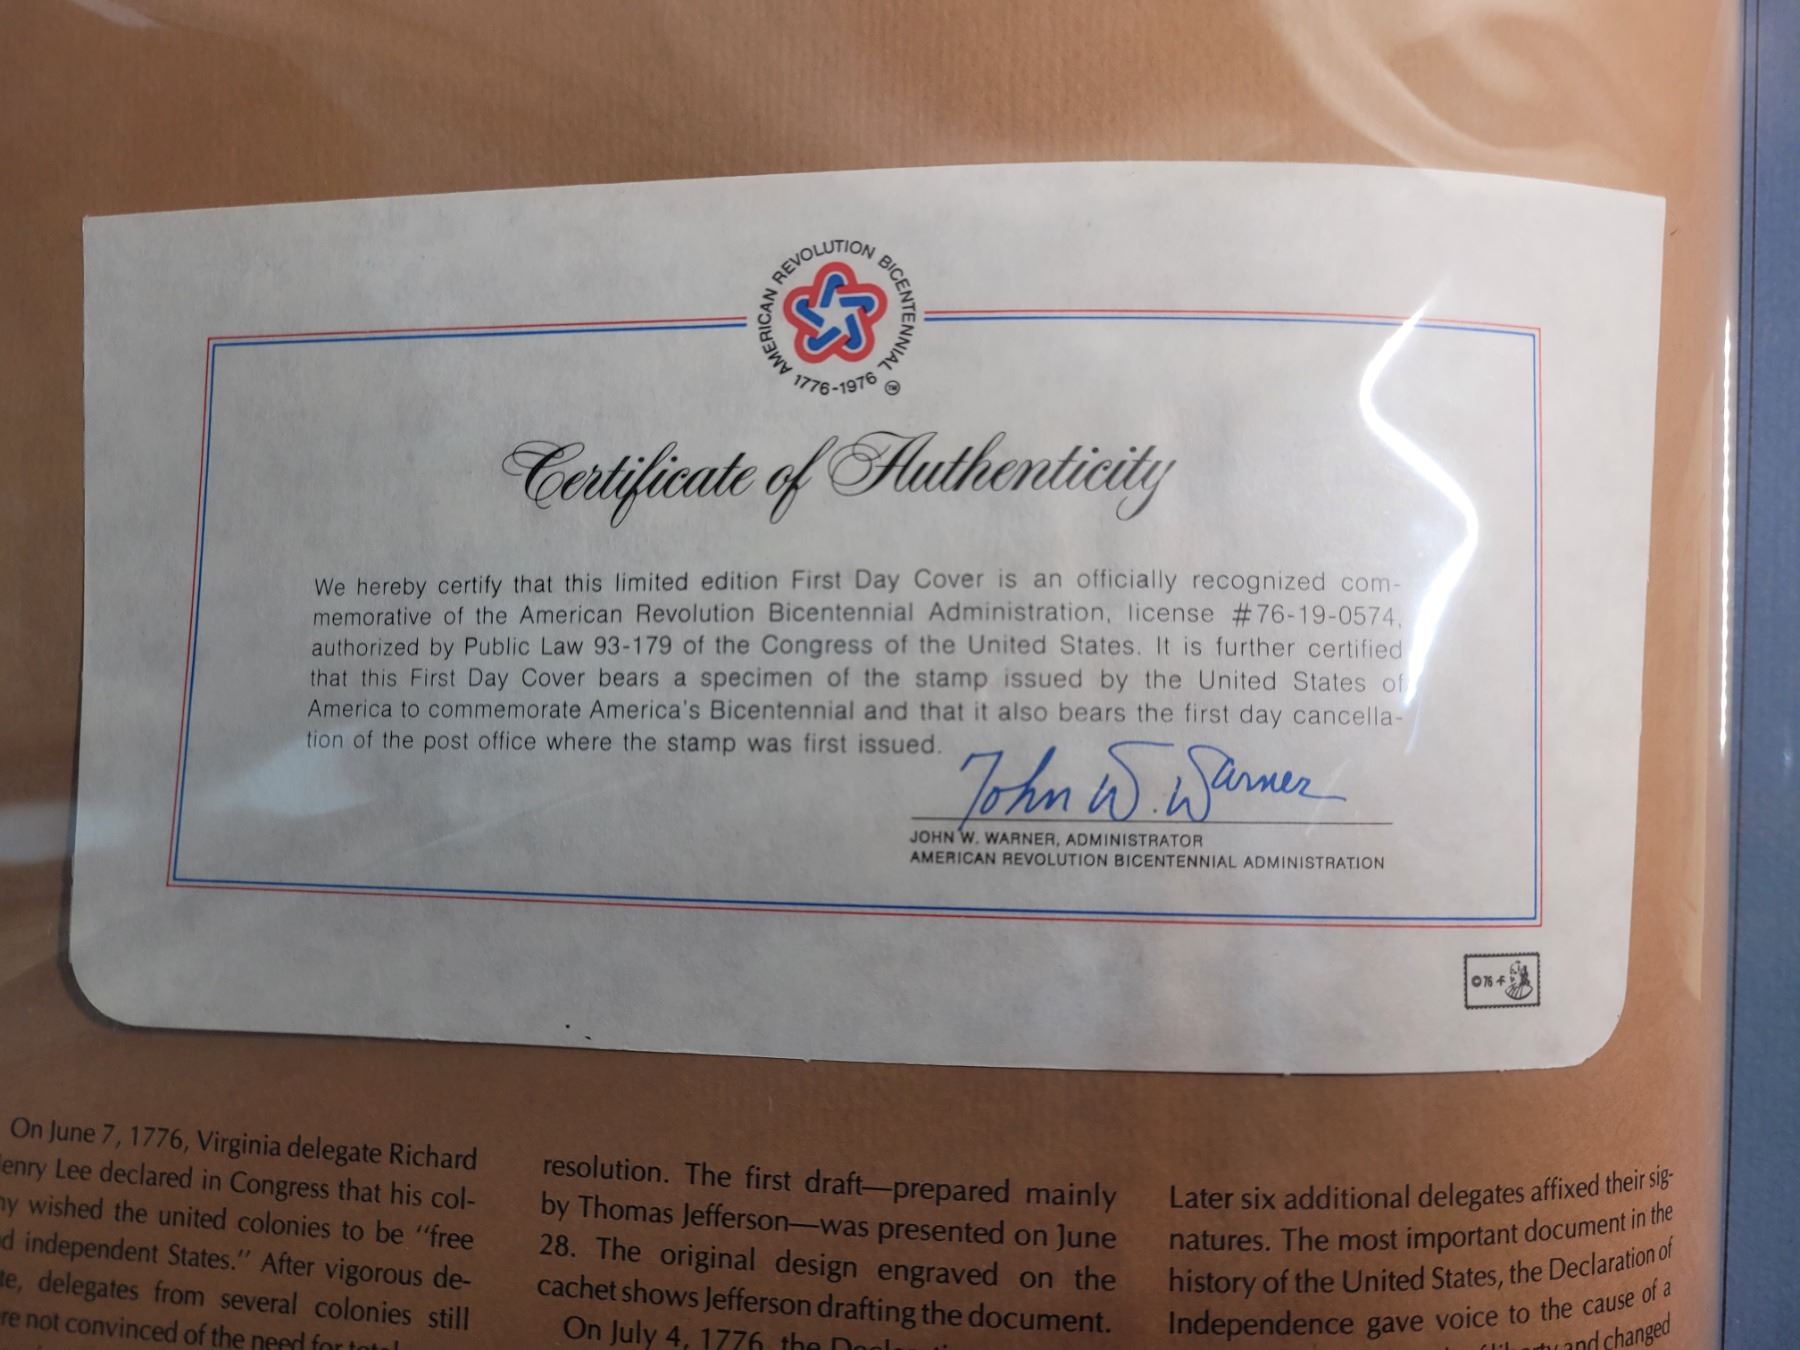 AMERICAN REVOLUTION BICENTENNIAL
1776-1976 TM
Certificate of Authenticity
We hereby certify that this limited edition First Day Cover is an officially recognized com-
memorative of the American Revolution Bicentennial Administration, license #76-19-0574,
authorized by Public Law 93-179 of the Congress of the United States. It is further certified
that this First Day Cover bears a specimen of the stamp issued by the United States of
America to commemorate America's Bicentennial and that it also bears the first day cancella-
tion of the post office where the stamp was first issued.
John W. Warner
JOHN W. WARNER, ADMINISTRATOR
AMERICAN REVOLUTION BICENTENNIAL ADMINISTRATION
©76
On June 7, 1776, Virginia delegate Richard
enry Lee declared in Congress that his col-
ny wished the united colonies to be "free
d independent States." After vigorous de-
te, delegates from several colonies still
re not convinced of the need for total
resolution. The first draft—prepared mainly
by Thomas Jefferson—was presented on June
28. The original design engraved on the
cachet shows Jefferson drafting the document.
On July 4, 1776, the
Later six additional delegates affixed their sig-
natures. The most important document in the
history of the United States, the Declaration of
Independence gave voice to the cause of a
and changed